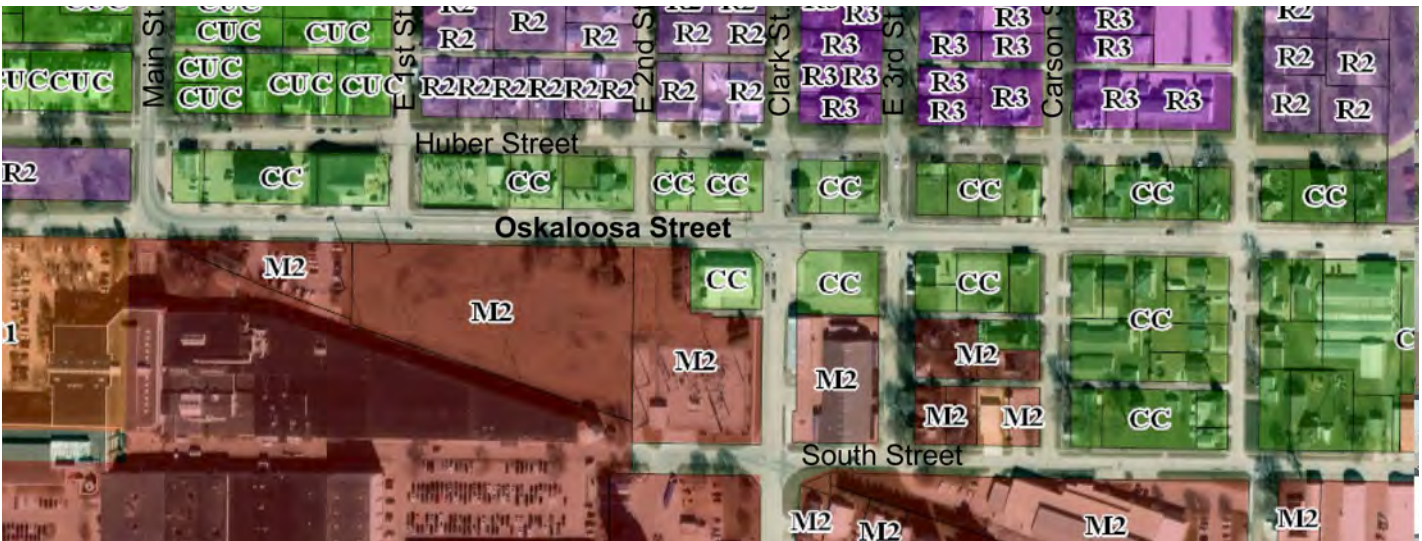 R2 R2 R2 R2 R3 R3 R3 R2
Main St. CUC CUC E 1st St. R2 R2 E 2nd St. R2 R2 Clark St. R3 E 3rd St. R3 R3 Carson S R3 R2 R2
CUC CUC CUC CUC CUC R2 R2 R2 R2 R2 R2 R2 R2 R3 R3 R3 R3 R3 R3 R3 R2 R2
CUC R3 R3
Huber Street
R2 CC CC CC CC CC CC CC CC
Oskaloosa Street
M2 CC CC CC
1 M2 CC C
M2 M2 M2
M2 M2 CC
South Street
M2 M2 M2 M2